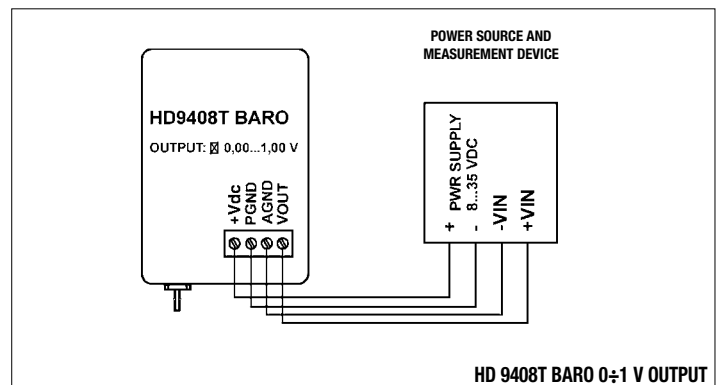 POWER SOURCE AND
MEASUREMENT DEVICE
HD9408T BARO
OUTPUT: ☒ 0,00...1,00 V
+Vdc
PGND
AGND
VOUT
+ PWR SUPPLY
- 8...35 VDC
-VIN
+VIN
HD 9408T BARO 0÷1 V OUTPUT